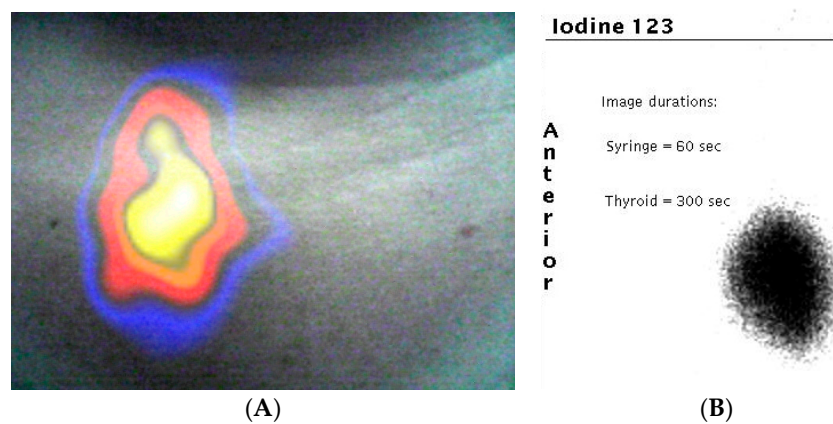 Iodine 123
Image durations:
Anterior
Syringe = 60 sec
Thyroid = 300 sec
(A)
(B)